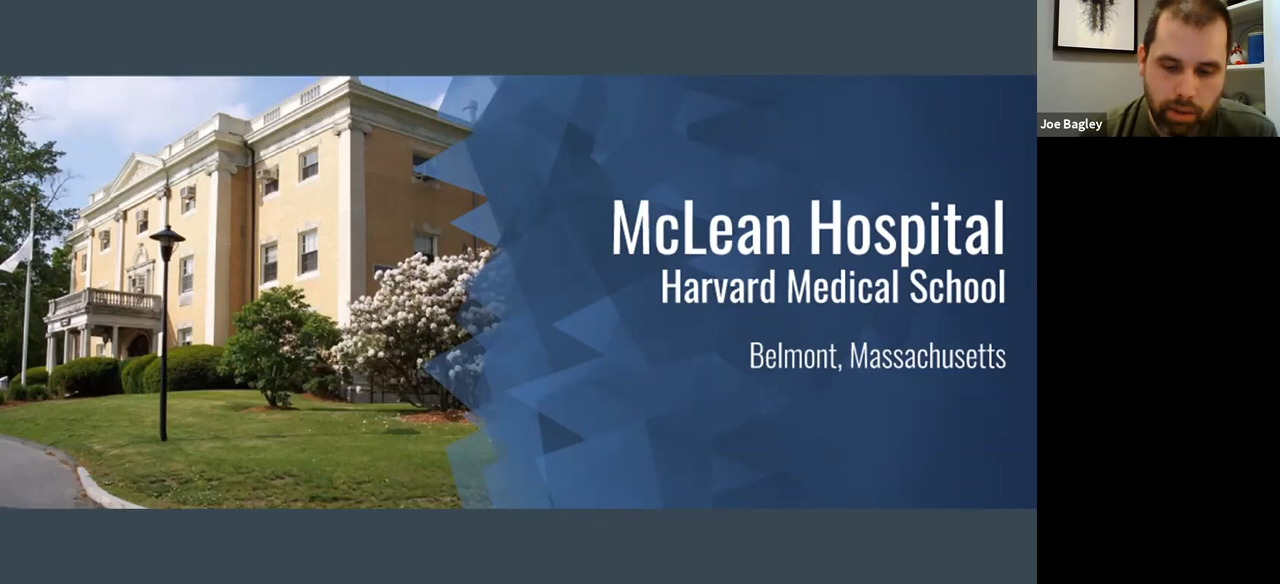 McLean Hospital
Harvard Medical School
Belmont, Massachusetts
Joe Bagley